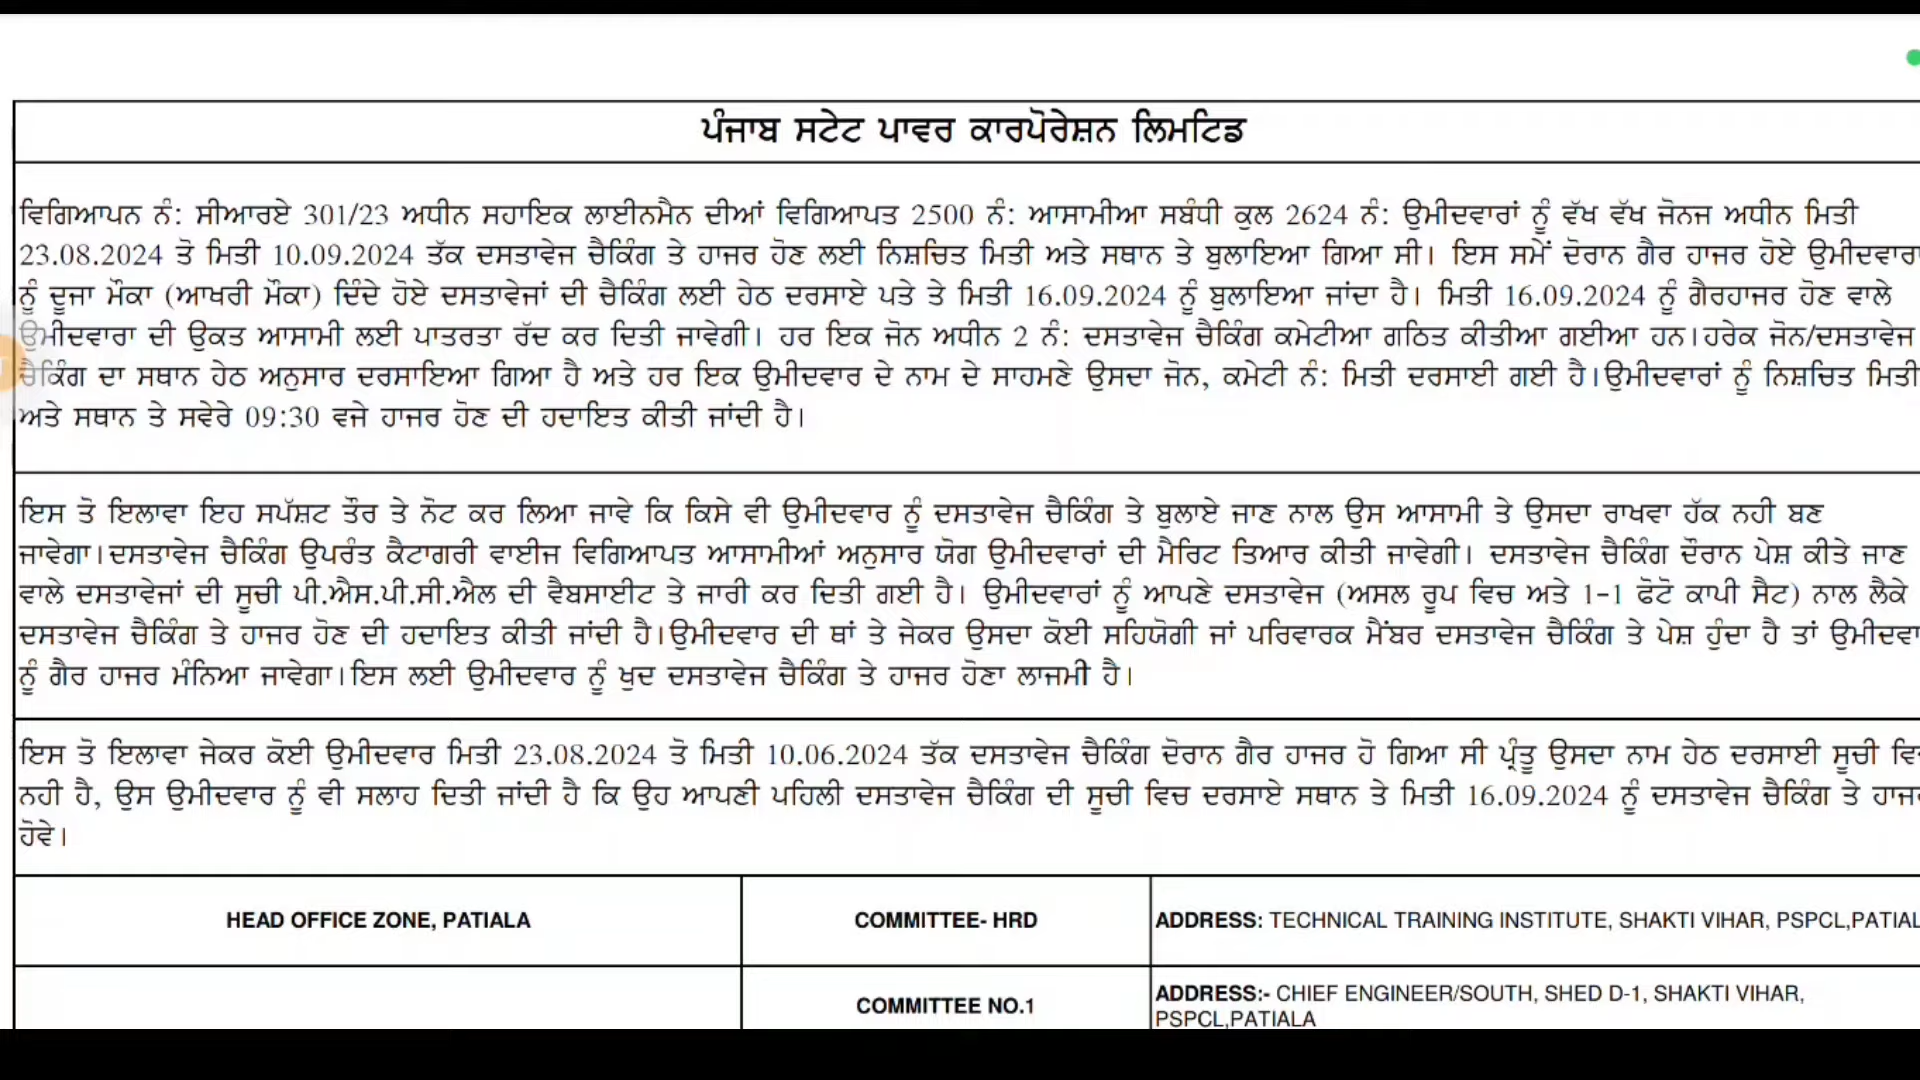 ਪੰਜਾਬ ਸਟੇਟ ਪਾਵਰ ਕਾਰਪੋਰੇਸ਼ਨ ਲਿਮਟਿਡ
ਵਿਗਿਆਪਨ ਨੰ: ਸੀਆਰਏ 301/23 ਅਧੀਨ ਸਹਾਇਕ ਲਾਈਨਮੈਨ ਦੀਆਂ ਵਿਗਿਆਪਤ 2500 ਨੰ: ਆਸਾਮੀਆ ਸਬੰਧੀ ਕੁਲ 2624 ਨੰ: ਉਮੀਦਵਾਰਾਂ ਨੂੰ ਵੱਖ ਵੱਖ ਜੋਨਜ ਅਧੀਨ ਮਿਤੀ
23.08.2024 ਤੋਂ ਮਿਤੀ 10.09.2024 ਤੱਕ ਦਸਤਾਵੇਜ ਚੈਕਿੰਗ ਤੇ ਹਾਜਰ ਹੋਣ ਲਈ ਨਿਸ਼ਚਿਤ ਮਿਤੀ ਅਤੇ ਸਥਾਨ ਤੇ ਬੁਲਾਇਆ ਗਿਆ ਸੀ। ਇਸ ਸਮੇਂ ਦੋਰਾਨ ਗੈਰ ਹਾਜਰ ਹੋਏ ਉਮੀਦਵਾਰਾ
ਨੂੰ ਦੂਜਾ ਮੌਕਾ (ਆਖਰੀ ਮੌਕਾ) ਦਿੰਦੇ ਹੋਏ ਦਸਤਾਵੇਜਾਂ ਦੀ ਚੈਕਿੰਗ ਲਈ ਹੇਠ ਦਰਸਾਏ ਪਤੇ ਤੇ ਮਿਤੀ 16.09.2024 ਨੂੰ ਬੁਲਾਇਆ ਜਾਂਦਾ ਹੈ। ਮਿਤੀ 16.09.2024 ਨੂੰ ਗੈਰਹਾਜਰ ਹੋਣ ਵਾਲੇ
ਉਮੀਦਵਾਰਾ ਦੀ ਉਕਤ ਆਸਾਮੀ ਲਈ ਪਾਤਰਤਾ ਰੱਦ ਕਰ ਦਿਤੀ ਜਾਵੇਗੀ। ਹਰ ਇਕ ਜੋਨ ਅਧੀਨ 2 ਨੰ: ਦਸਤਾਵੇਜ ਚੈਕਿੰਗ ਕਮੇਟੀਆ ਗਠਿਤ ਕੀਤੀਆ ਗਈਆ ਹਨ।ਹਰੇਕ ਜੋਨ/ਦਸਤਾਵੇਜ
ਚੈਕਿੰਗ ਦਾ ਸਥਾਨ ਹੇਠ ਅਨੁਸਾਰ ਦਰਸਾਇਆ ਗਿਆ ਹੈ ਅਤੇ ਹਰ ਇਕ ਉਮੀਦਵਾਰ ਦੇ ਨਾਮ ਦੇ ਸਾਹਮਣੇ ਉਸਦਾ ਜੋਨ, ਕਮੇਟੀ ਨੰ: ਮਿਤੀ ਦਰਸਾਈ ਗਈ ਹੈ।ਉਮੀਦਵਾਰਾਂ ਨੂੰ ਨਿਸ਼ਚਿਤ ਮਿਤੀ
ਅਤੇ ਸਥਾਨ ਤੇ ਸਵੇਰੇ 09:30 ਵਜੇ ਹਾਜਰ ਹੋਣ ਦੀ ਹਦਾਇਤ ਕੀਤੀ ਜਾਂਦੀ ਹੈ।
ਇਸ ਤੋ ਇਲਾਵਾ ਇਹ ਸਪੱਸ਼ਟ ਤੌਰ ਤੇ ਨੋਟ ਕਰ ਲਿਆ ਜਾਵੇ ਕਿ ਕਿਸੇ ਵੀ ਉਮੀਦਵਾਰ ਨੂੰ ਦਸਤਾਵੇਜ ਚੈਕਿੰਗ ਤੇ ਬੁਲਾਏ ਜਾਣ ਨਾਲ ਉਸ ਆਸਾਮੀ ਤੇ ਉਸਦਾ ਰਾਖਵਾ ਹੱਕ ਨਹੀ ਬਣ
ਜਾਵੇਗਾ।ਦਸਤਾਵੇਜ ਚੈਕਿੰਗ ਉਪਰੰਤ ਕੈਟਾਗਰੀ ਵਾਈਜ ਵਿਗਿਆਪਤ ਆਸਾਮੀਆਂ ਅਨੁਸਾਰ ਯੋਗ ਉਮੀਦਵਾਰਾਂ ਦੀ ਮੈਰਿਟ ਤਿਆਰ ਕੀਤੀ ਜਾਵੇਗੀ। ਦਸਤਾਵੇਜ ਚੈਕਿੰਗ ਦੌਰਾਨ ਪੇਸ਼ ਕੀਤੇ ਜਾਣ
ਵਾਲੇ ਦਸਤਾਵੇਜਾਂ ਦੀ ਸੂਚੀ ਪੀ.ਐਸ.ਪੀ.ਸੀ.ਐਲ ਦੀ ਵੈਬਸਾਈਟ ਤੇ ਜਾਰੀ ਕਰ ਦਿਤੀ ਗਈ ਹੈ। ਉਮੀਦਵਾਰਾਂ ਨੂੰ ਆਪਣੇ ਦਸਤਾਵੇਜ (ਅਸਲ ਰੂਪ ਵਿਚ ਅਤੇ 1-1 ਫੋਟੋ ਕਾਪੀ ਸੈਟ) ਨਾਲ ਲੈਕੇ
ਦਸਤਾਵੇਜ ਚੈਕਿੰਗ ਤੇ ਹਾਜਰ ਹੋਣ ਦੀ ਹਦਾਇਤ ਕੀਤੀ ਜਾਂਦੀ ਹੈ।ਉਮੀਦਵਾਰ ਦੀ ਥਾਂ ਤੇ ਜੇਕਰ ਉਸਦਾ ਕੋਈ ਸਹਿਯੋਗੀ ਜਾਂ ਪਰਿਵਾਰਕ ਮੈਂਬਰ ਦਸਤਾਵੇਜ ਚੈਕਿੰਗ ਤੇ ਪੇਸ਼ ਹੁੰਦਾ ਹੈ ਤਾਂ ਉਮੀਦਵਾ
ਨੂੰ ਗੈਰ ਹਾਜਰ ਮੰਨਿਆ ਜਾਵੇਗਾ।ਇਸ ਲਈ ਉਮੀਦਵਾਰ ਨੂੰ ਖੁਦ ਦਸਤਾਵੇਜ ਚੈਕਿੰਗ ਤੇ ਹਾਜਰ ਹੋਣਾ ਲਾਜਮੀ ਹੈ।
ਇਸ ਤੋ ਇਲਾਵਾ ਜੇਕਰ ਕੋਈ ਉਮੀਦਵਾਰ ਮਿਤੀ 23.08.2024 ਤੋ ਮਿਤੀ 10.06.2024 ਤੱਕ ਦਸਤਾਵੇਜ ਚੈਕਿੰਗ ਦੋਰਾਨ ਗੈਰ ਹਾਜਰ ਹੋ ਗਿਆ ਸੀ ਪ੍ਰੰਤੂ ਉਸਦਾ ਨਾਮ ਹੇਠ ਦਰਸਾਈ ਸੂਚੀ ਵਿ
ਨਹੀ ਹੈ, ਉਸ ਉਮੀਦਵਾਰ ਨੂੰ ਵੀ ਸਲਾਹ ਦਿਤੀ ਜਾਂਦੀ ਹੈ ਕਿ ਉਹ ਆਪਣੀ ਪਹਿਲੀ ਦਸਤਾਵੇਜ ਚੈਕਿੰਗ ਦੀ ਸੂਚੀ ਵਿਚ ਦਰਸਾਏ ਸਥਾਨ ਤੇ ਮਿਤੀ 16.09.2024 ਨੂੰ ਦਸਤਾਵੇਜ ਚੈਕਿੰਗ ਤੇ ਹਾਜਰ
ਹੋਵੇ।
HEAD OFFICE ZONE, PATIALA COMMITTEE- HRD ADDRESS: TECHNICAL TRAINING INSTITUTE, SHAKTI VIHAR, PSPCL,PATIAL
COMMITTEE NO.1 ADDRESS:- CHIEF ENGINEER/SOUTH, SHED D-1, SHAKTI VIHAR,
PSPCL,PATIALA